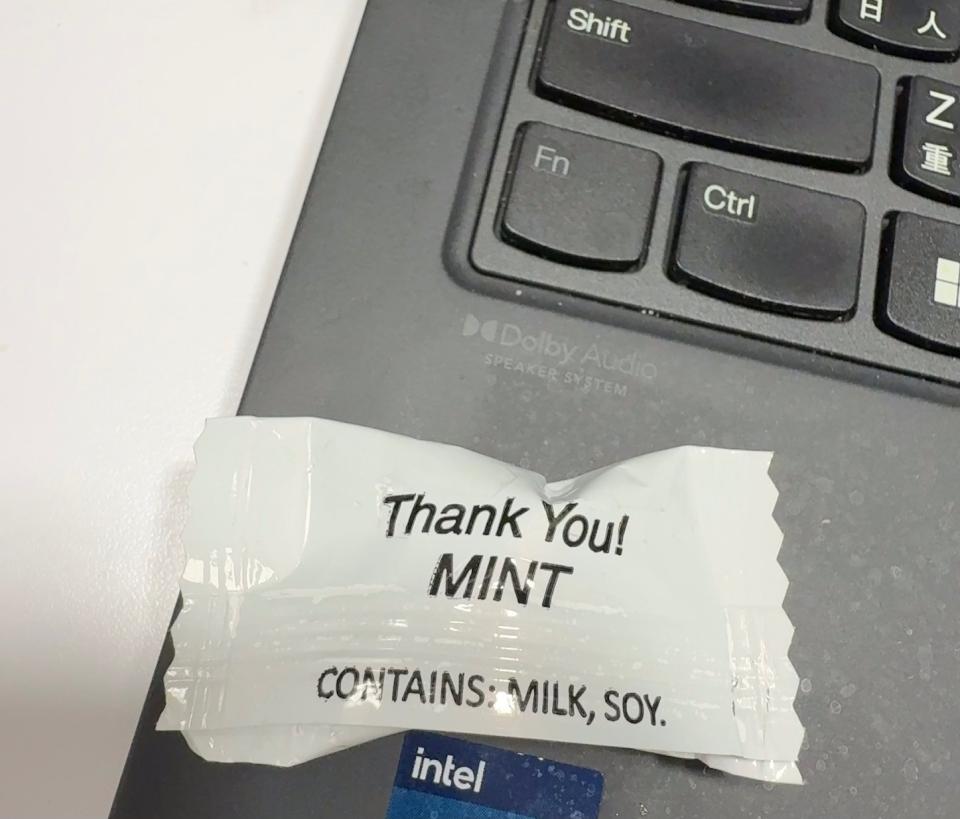 Shift
日 人
Z
重
Fn
Ctrl
Dolby Audio
SPEAKER SYSTEM
Thank You!
MINT
CONTAINS: MILK, SOY.
intel